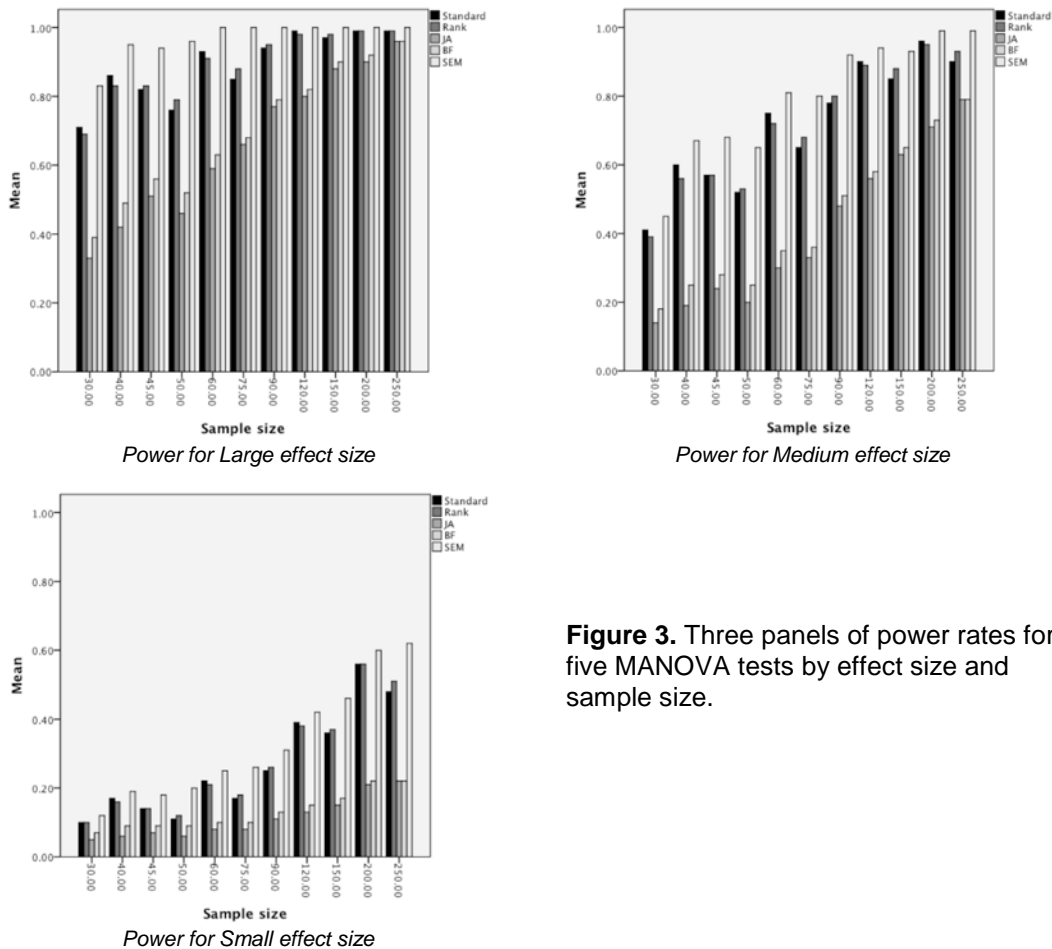 1.00
0.80
0.60
0.40
0.20
0.00
Mean
30.00
40.00
45.00
50.00
60.00
75.00
90.00
120.00
150.00
200.00
250.00
Sample size
Standard
Rank
JA
BF
SEM
Power for Large effect size
1.00
0.80
0.60
0.40
0.20
0.00
Mean
30.00
40.00
45.00
50.00
60.00
75.00
90.00
120.00
150.00
200.00
250.00
Sample size
Standard
Rank
JA
BF
SEM
Power for Medium effect size
1.00
0.80
0.60
0.40
0.20
0.00
Mean
30.00
40.00
45.00
50.00
60.00
75.00
90.00
120.00
150.00
200.00
250.00
Sample size
Standard
Rank
JA
BF
SEM
Power for Small effect size
Figure 3. Three panels of power rates for
five MANOVA tests by effect size and
sample size.